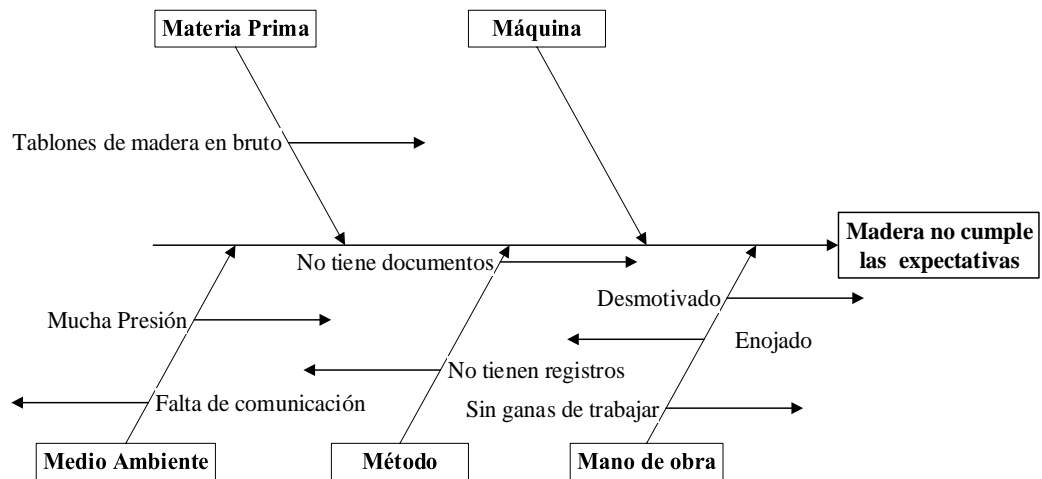 Materia Prima
Máquina
Tablones de madera en bruto
Madera no cumple
las expectativas
No tiene documentos
Desmotivado
Mucha Presión
Enojado
No tienen registros
Falta de comunicación
Sin ganas de trabajar
Medio Ambiente
Método
Mano de obra